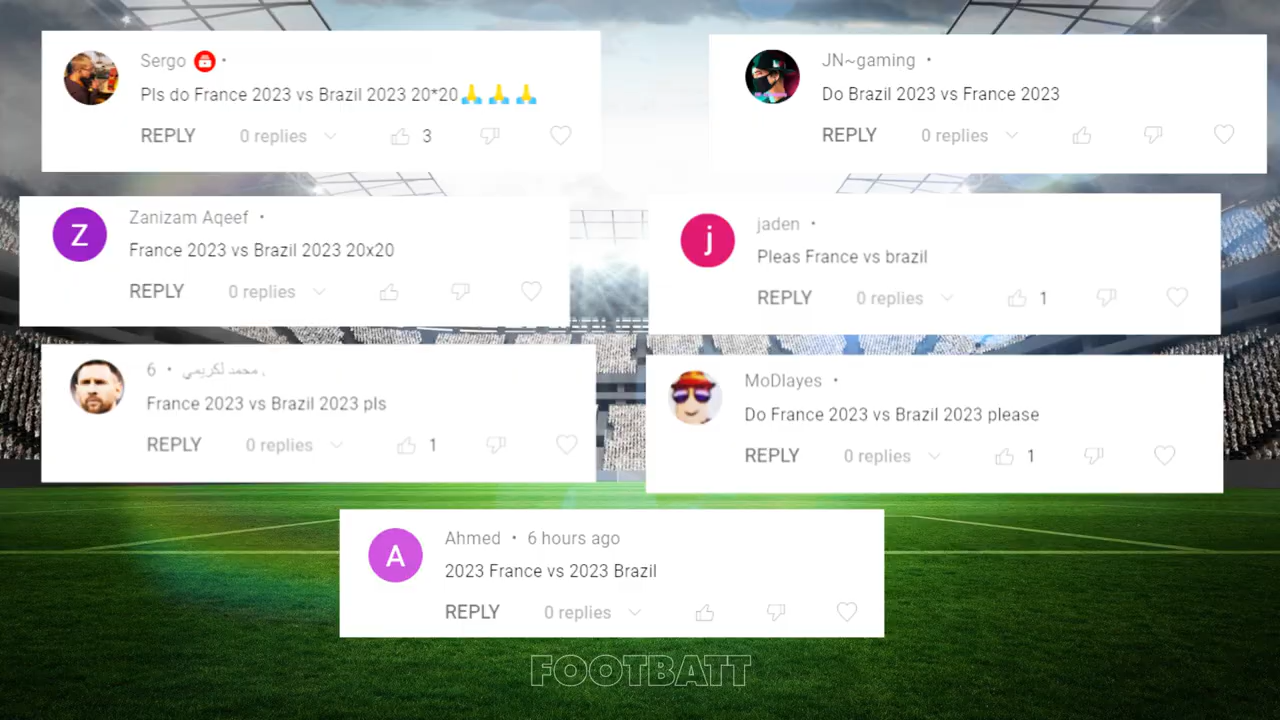 Sergo •
Pls do France 2023 vs Brazil 2023 20*20🙏🙏🙏
REPLY 0 replies 3
JN~gaming •
Do Brazil 2023 vs France 2023
REPLY 0 replies
Z
Zanizam Aqeef •
France 2023 vs Brazil 2023 20x20
REPLY 0 replies
j
jaden •
Pleas France vs brazil
REPLY 0 replies 1
6 • محمد لكريمي .
France 2023 vs Brazil 2023 pls
REPLY 0 replies 1
MoDlayes •
Do France 2023 vs Brazil 2023 please
REPLY 0 replies 1
A
Ahmed • 6 hours ago
2023 France vs 2023 Brazil
REPLY 0 replies
FOOTBATT